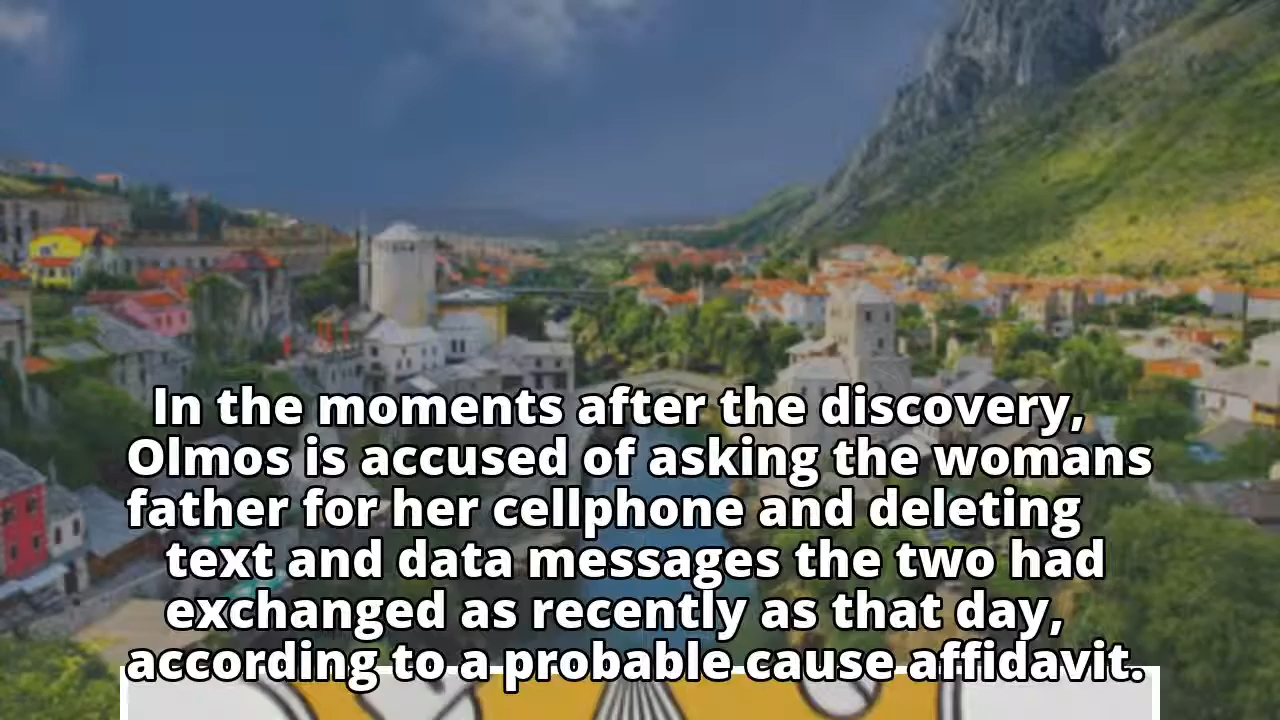 In the moments after the discovery,
Olmos is accused of asking the womans
father for her cellphone and deleting
text and data messages the two had
exchanged as recently as that day,
according to a probable cause affidavit.